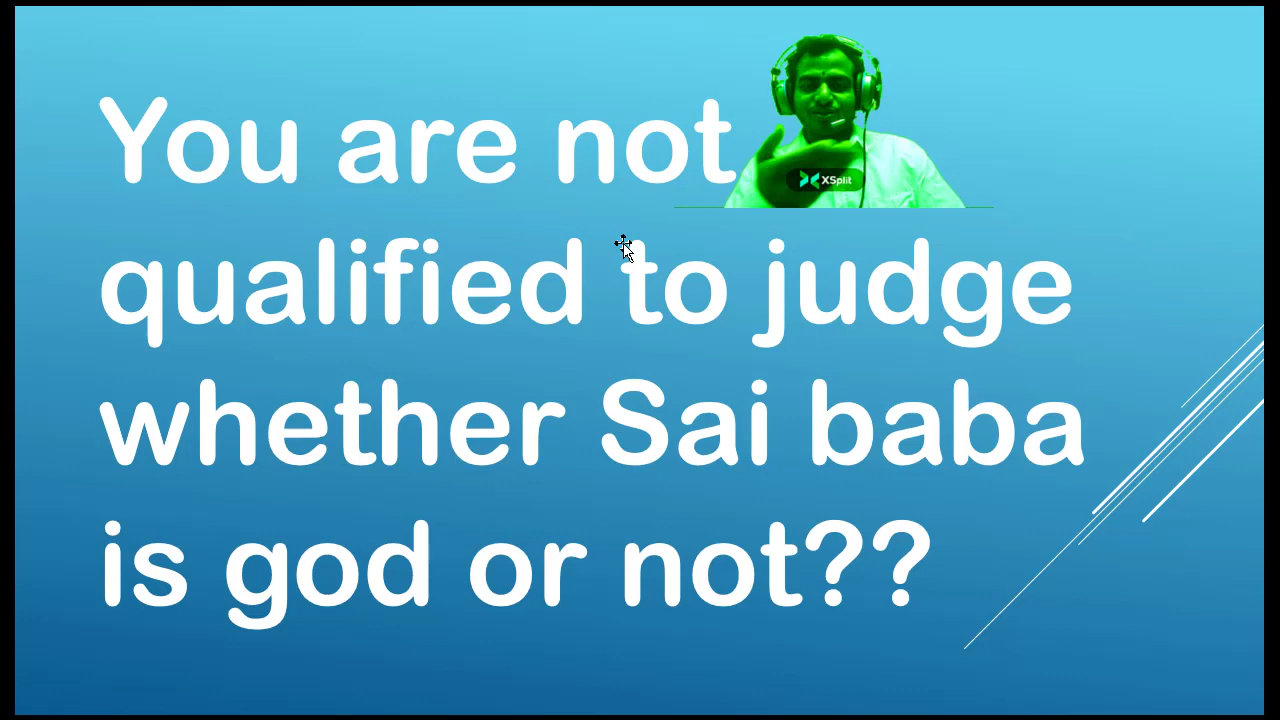 You are not
XSplit
qualified to judge
whether Sai baba
is god or not??